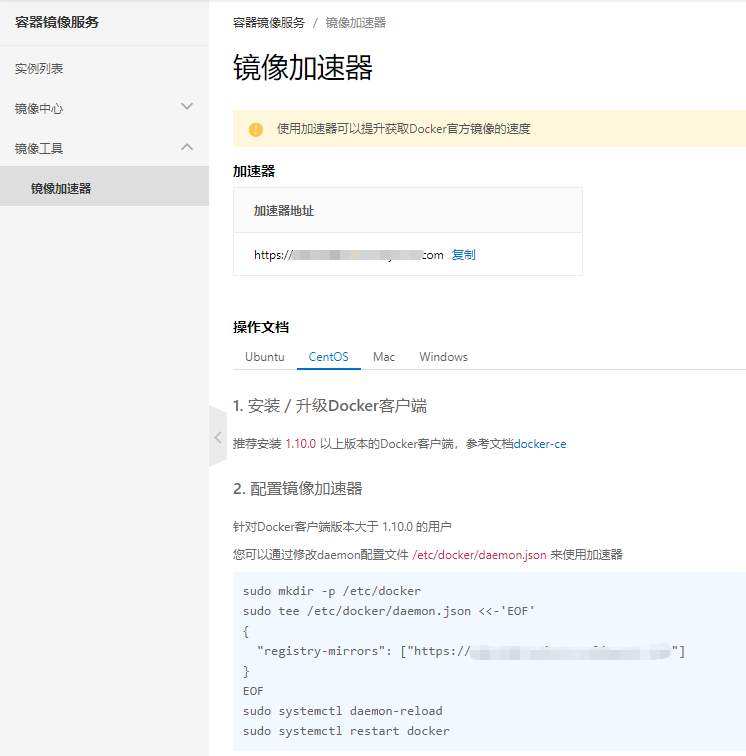 容器镜像服务
实例列表
镜像中心
镜像工具
镜像加速器
容器镜像服务 / 镜像加速器
镜像加速器
使用加速器可以提升获取Docker官方镜像的速度
加速器
加速器地址
https:// com 复制
操作文档
Ubuntu CentOS Mac Windows
1. 安装 / 升级Docker客户端
推荐安装 1.10.0 以上版本的Docker客户端，参考文档docker-ce
2. 配置镜像加速器
针对Docker客户端版本大于 1.10.0 的用户
您可以通过修改daemon配置文件 /etc/docker/daemon.json 来使用加速器
sudo mkdir -p /etc/docker
sudo tee /etc/docker/daemon.json <<-'EOF'
{
"registry-mirrors": ["https:// "]
}
EOF
sudo systemctl daemon-reload
sudo systemctl restart docker